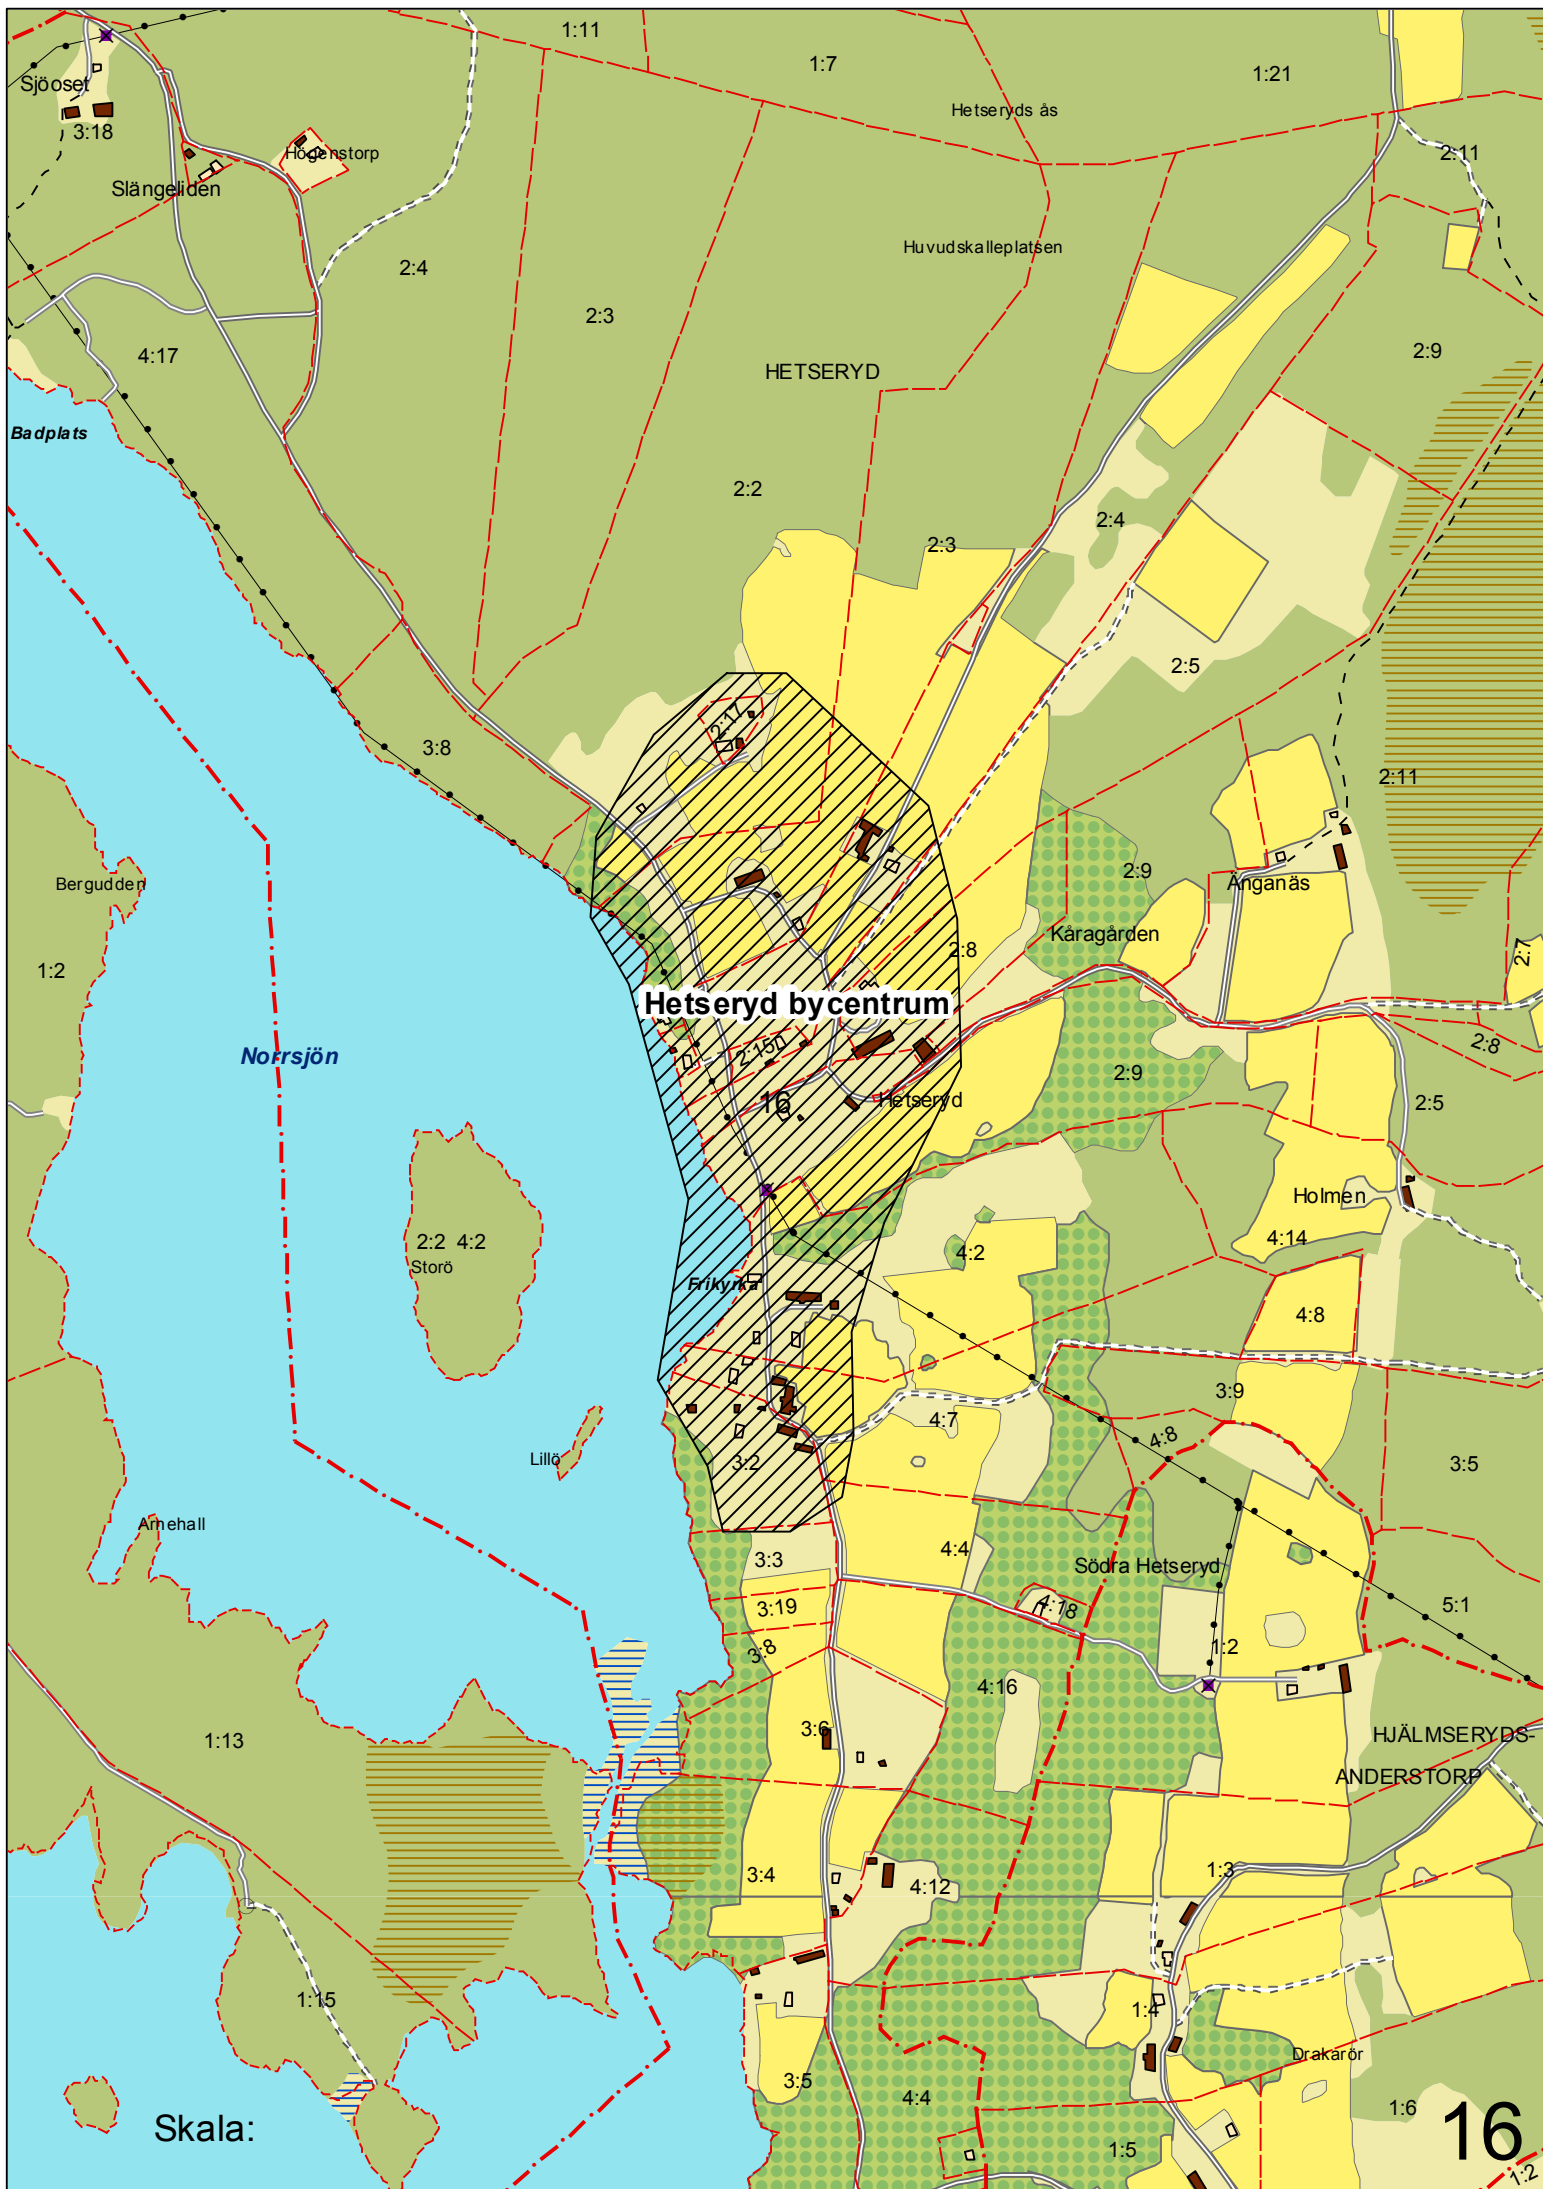 1:11
1:7
1:21
Sjöoset
3:18
Hetseryds ås
Högenstorp
2:11
Slängeliden
Huvudskalleplatsen
2:4
2:3
4:17
2:9
HETSERYD
Badplats
2:2
2:4
2:3
2:5
2:17
3:8
2:11
2:9
Bergudden
Änganäs
Kåragården
2:8
2:7
1:2
Hetseryd bycentrum
Norrsjön
2:15
2:8
2:9
16
Hetseryd
2:5
Holmen
2:2 4:2
Storö
4:2
4:14
Frikyrka
4:8
3:9
4:7
4:8
Lillö
3:2
3:5
Arnehall
3:3
4:4
Södra Hetseryd
3:19
4:18
5:1
3:8
1:2
4:16
3:6
1:13
HJÄLMSERYDS-
ANDERSTORP
3:4
4:12
1:3
1:15
1:4
Drakarör
3:5
4:4
1:6
Skala:
1:5
16
1:2